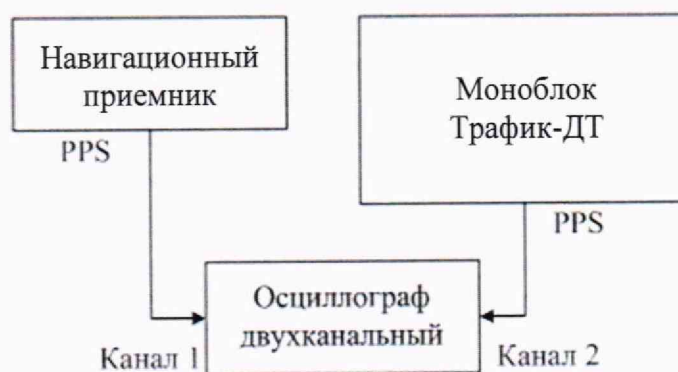 Навигационный
приемник
Моноблок
Трафик-ДТ
PPS
PPS
Осциллограф
двухканальный
Канал 1
Канал 2